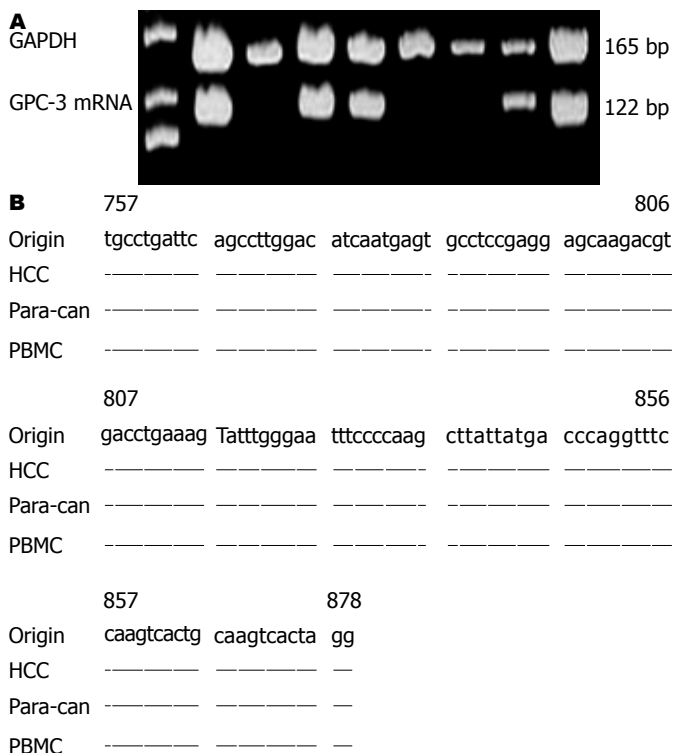 A
GAPDH 165 bp
GPC-3 mRNA 122 bp
B 757 806
Origin tgcctgattc agccttggac atcaatgagt gcctccgagg agcaagacgt
HCC
Para-can
PBMC
807 856
Origin gacctgaaag Tatttgggaa tttccccaag cttattatga cccaggtttc
HCC
Para-can
PBMC
857 878
Origin caagtcactg caagtcacta gg
HCC
Para-can
PBMC